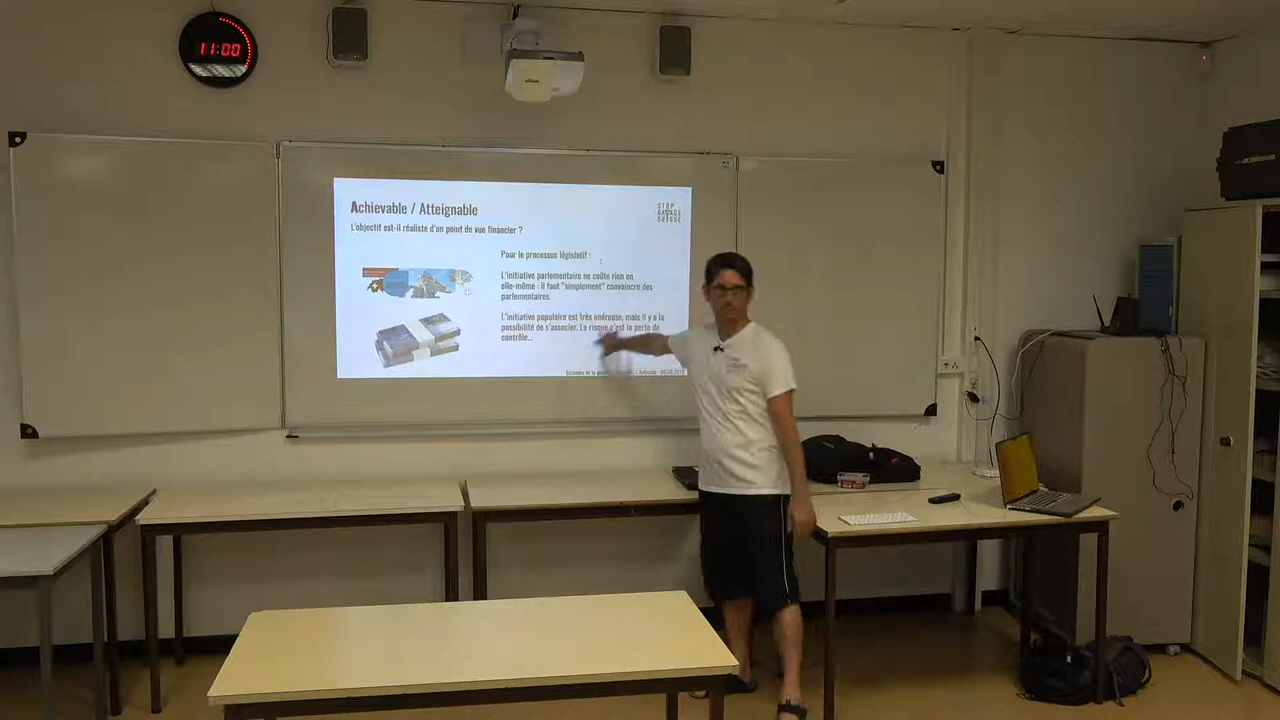 11:00
Achievable / Atteignable
STOP
GAVAGE
SUISSE
L'objectif est-il réaliste d'un point de vue financier ?
Pour le processus législatif :
L'initiative parlementaire ne coûte rien en
elle-même : il faut "simplement" convaincre des
parlementaires.
L'initiative populaire est très onéreuse, mais il y a la
possibilité de s'associer. Le risque c'est la perte de
contrôle...